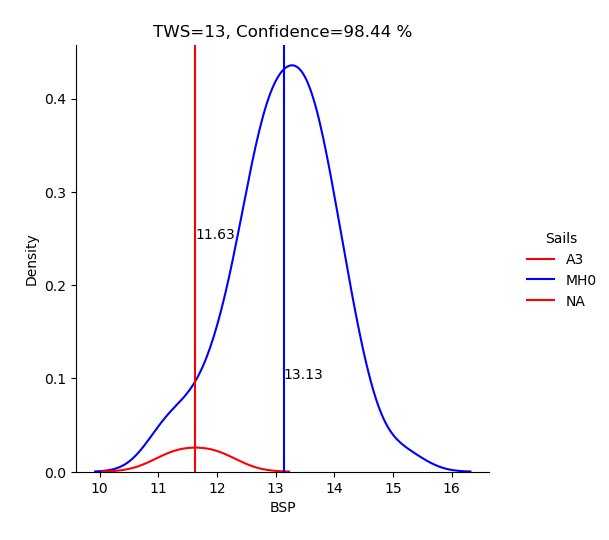 TWS=13, Confidence=98.44 %
0.4
0.3
0.2
0.1
0.0
Density
11.63
13.13
10 11 12 13 14 15 16
BSP
Sails
A3
MH0
NA